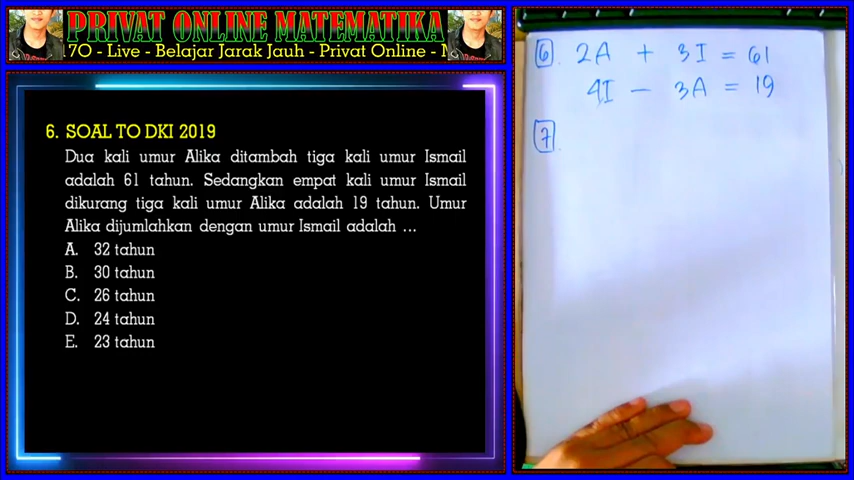 PRIVAT ONLINE MATEMATIKA
70 - Live - Belajar Jarak Jauh - Privat Online -
6. SOAL TO DKI 2019
Dua kali umur Alika ditambah tiga kali umur Ismail
adalah 61 tahun. Sedangkan empat kali umur Ismail
dikurang tiga kali umur Alika adalah 19 tahun. Umur
Alika dijumlahkan dengan umur Ismail adalah ...
A. 32 tahun
B. 30 tahun
C. 26 tahun
D. 24 tahun
E. 23 tahun
6. 2A + 3I = 61
4I - 3A = 19
7.